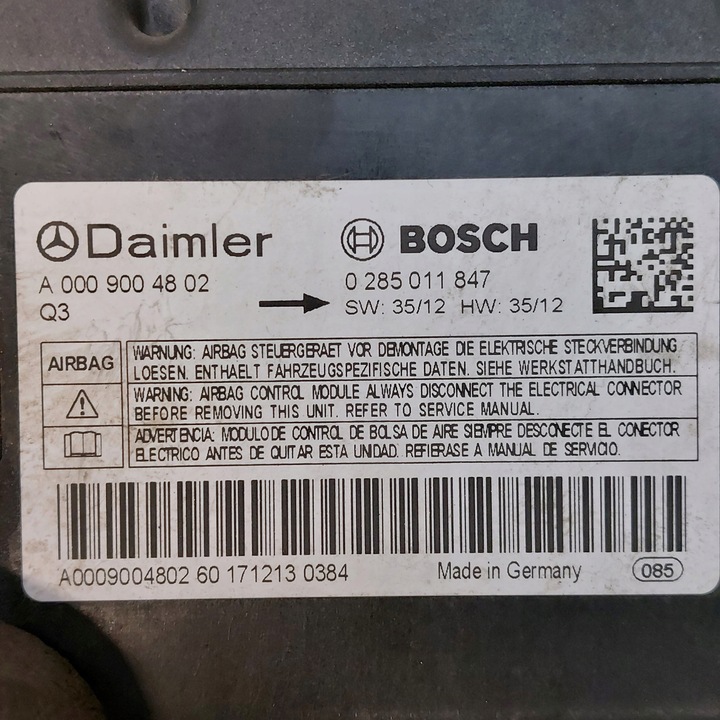 Daimler
A 000 900 48 02
Q3
BOSCH
0 285 011 847
SW: 35/12 HW: 35/12
AIRBAG
WARNUNG: AIRBAG STEUERGERAET VOR DEMONTAGE DIE ELEKTRISCHE STECKVERBINDUNG
LOESEN. ENTHAELT FAHRZEUGSPEZIFISCHE DATEN. SIEHE WERKSTATTHANDBUCH.
WARNING: AIRBAG CONTROL MODULE ALWAYS DISCONNECT THE ELECTRICAL CONNECTOR
BEFORE REMOVING THIS UNIT. REFER TO SERVICE MANUAL.
ADVERTENCIA: MODULO DE CONTROL DE BOLSA DE AIRE SIEMPRE DESCONECTE EL CONECTOR
ELECTRICO ANTES DE QUITAR ESTA UNIDAD. REFIERASE A MANUAL DE SERVICIO.
A0009004802 60 171213 0384
Made in Germany
085